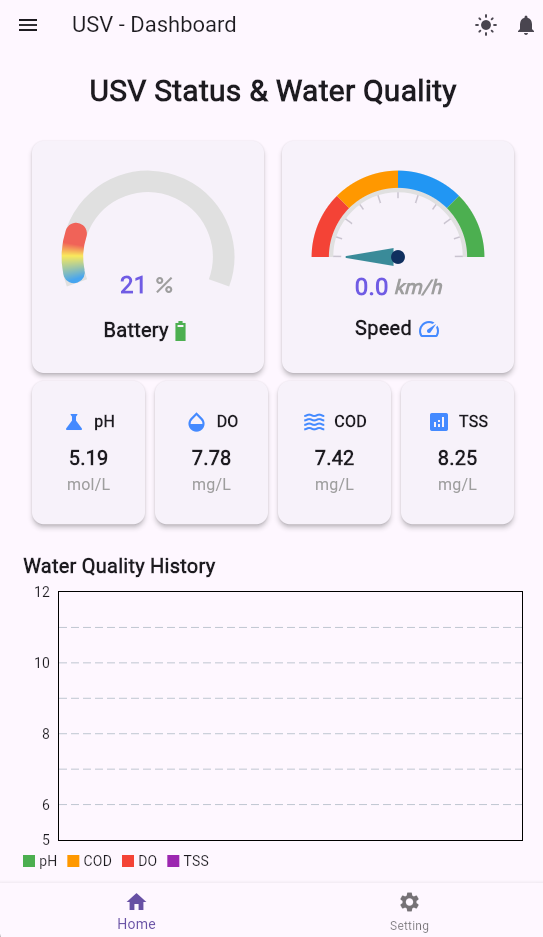 USV - Dashboard
USV Status & Water Quality
21 %
Battery
0.0 km/h
Speed
pH
5.19
mol/L
DO
7.78
mg/L
COD
7.42
mg/L
TSS
8.25
mg/L
Water Quality History
12
10
8
6
5
pH COD DO TSS
Home
Setting